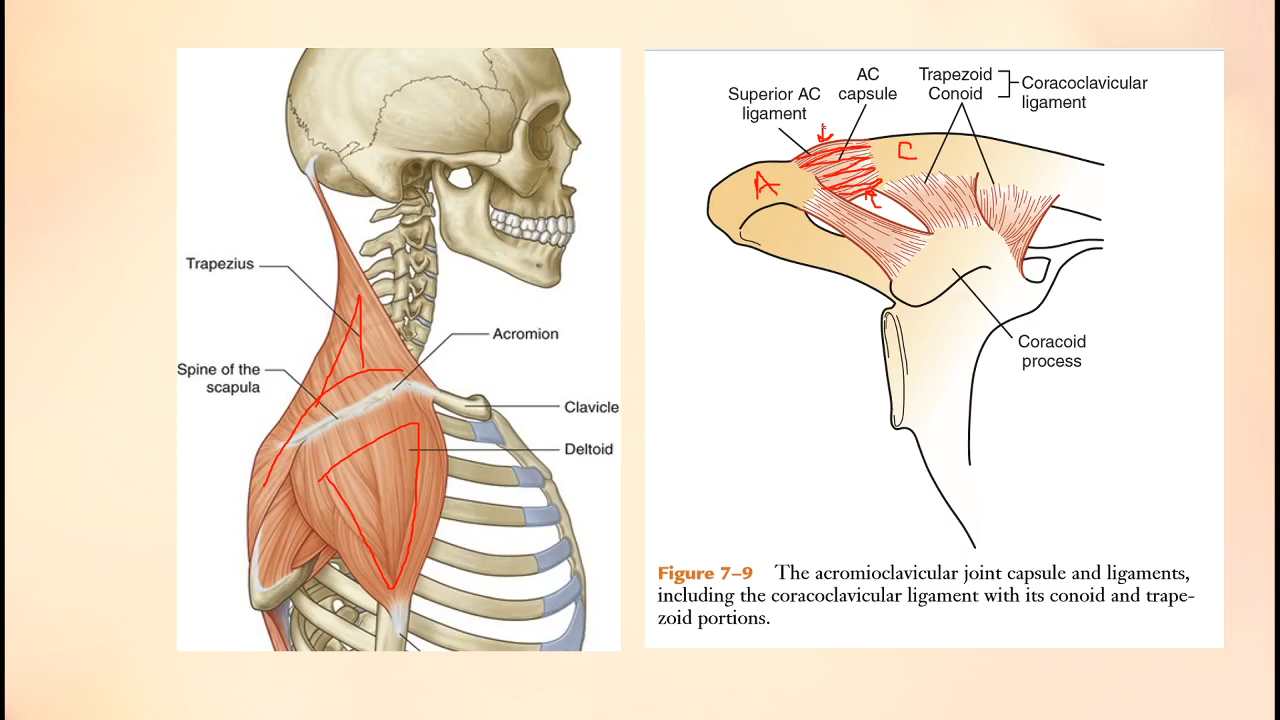 Trapezius
Acromion
Spine of the
scapula
Clavicle
Deltoid
Superior AC
ligament
AC
capsule
Trapezoid
Conoid
Coracoclavicular
ligament
A
C
Coracoid
process
Figure 7–9 The acromioclavicular joint capsule and ligaments,
including the coracoclavicular ligament with its conoid and trape-
zoid portions.